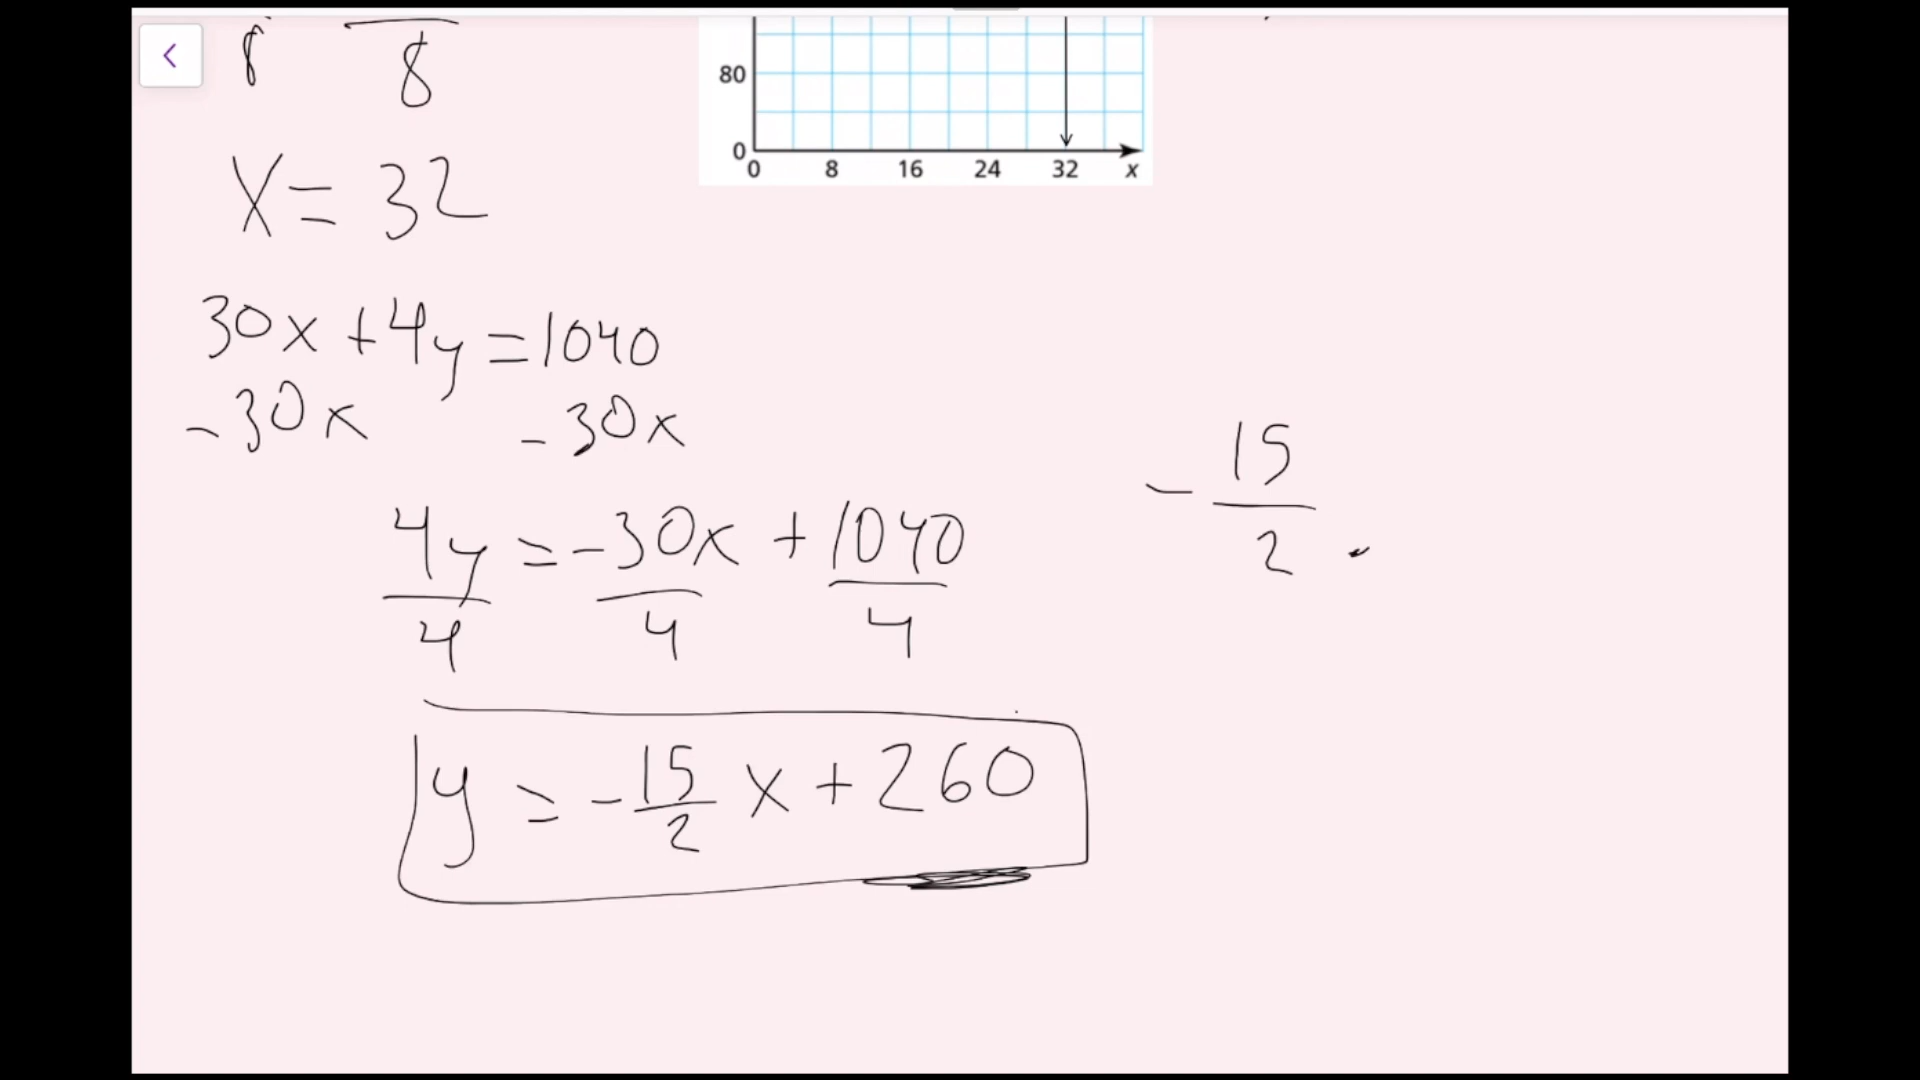 8 8
80
0
0 8 16 24 32 x
X = 32
30x + 4y = 1040
-30x -30x
4y = -30x + 1040
4 4 4
- 15
2 .
y = - 15 x + 260
2